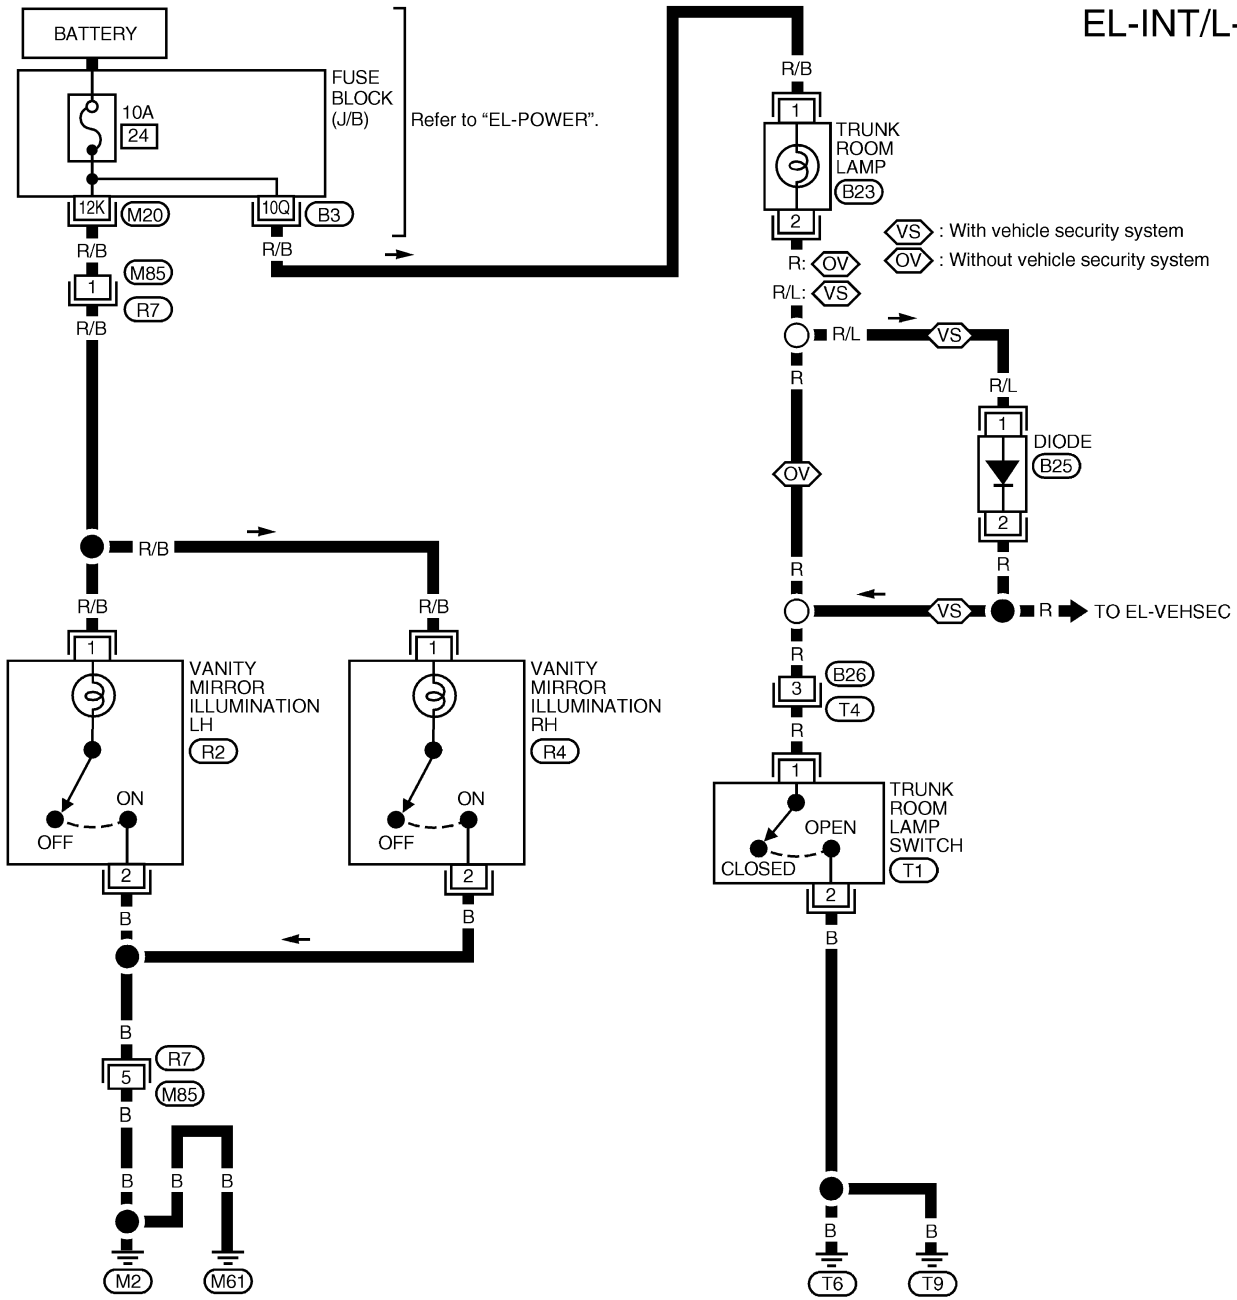 EL-INT/L-
BATTERY
FUSE
BLOCK
(J/B)
10A
24
Refer to “EL-POWER”.
12K
M20
10Q
B3
R/B
R/B
1
M85
R7
R/B
R/B
1
TRUNK
ROOM
LAMP
B23
2
VS : With vehicle security system
OV : Without vehicle security system
R: OV
R/L: VS
R/L
VS
R
R/L
1
DIODE
B25
2
OV
R
R
VS
R
TO EL-VEHSEC
R/B
R/B
R/B
1
VANITY
MIRROR
ILLUMINATION
LH
R2
ON
OFF
2
B
1
VANITY
MIRROR
ILLUMINATION
RH
R4
ON
OFF
2
B
R
3
B26
T4
R
1
TRUNK
ROOM
LAMP
SWITCH
T1
OPEN
CLOSED
2
B
B
5
R7
M85
B
B
B
B
M2
M61
B
B
T6
T9